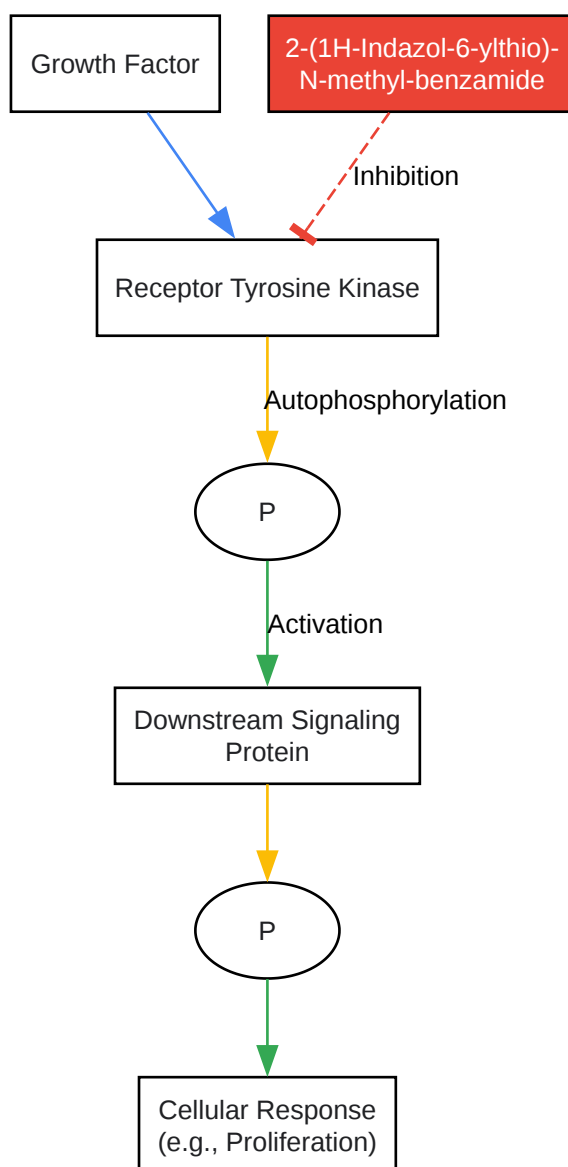 Growth Factor
2-(1H-Indazol-6-ylthio)-
N-methyl-benzamide
Inhibition
Receptor Tyrosine Kinase
Autophosphorylation
P
Activation
Downstream Signaling
Protein
P
Cellular Response
(e.g., Proliferation)